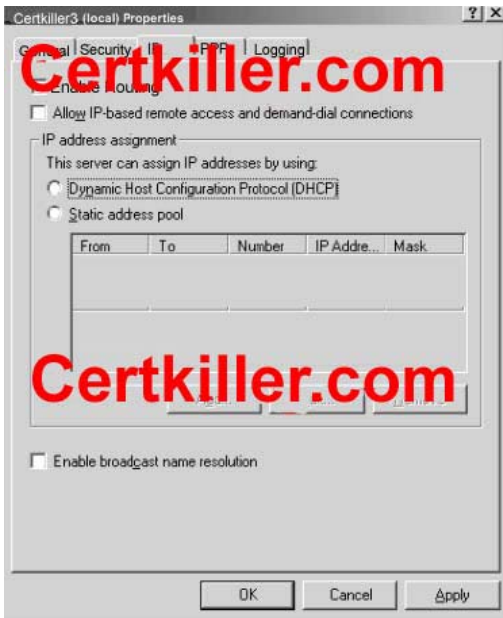 Certkiller3 (local) Properties
General Security IP PPP Logging
Certkiller.com
Enable Routing
Allow IP-based remote access and demand-dial connections
IP address assignment
This server can assign IP addresses by using:
Dynamic Host Configuration Protocol (DHCP)
Static address pool
From To Number IP Addre... Mask
Certkiller.com
Enable broadcast name resolution
OK Cancel Apply